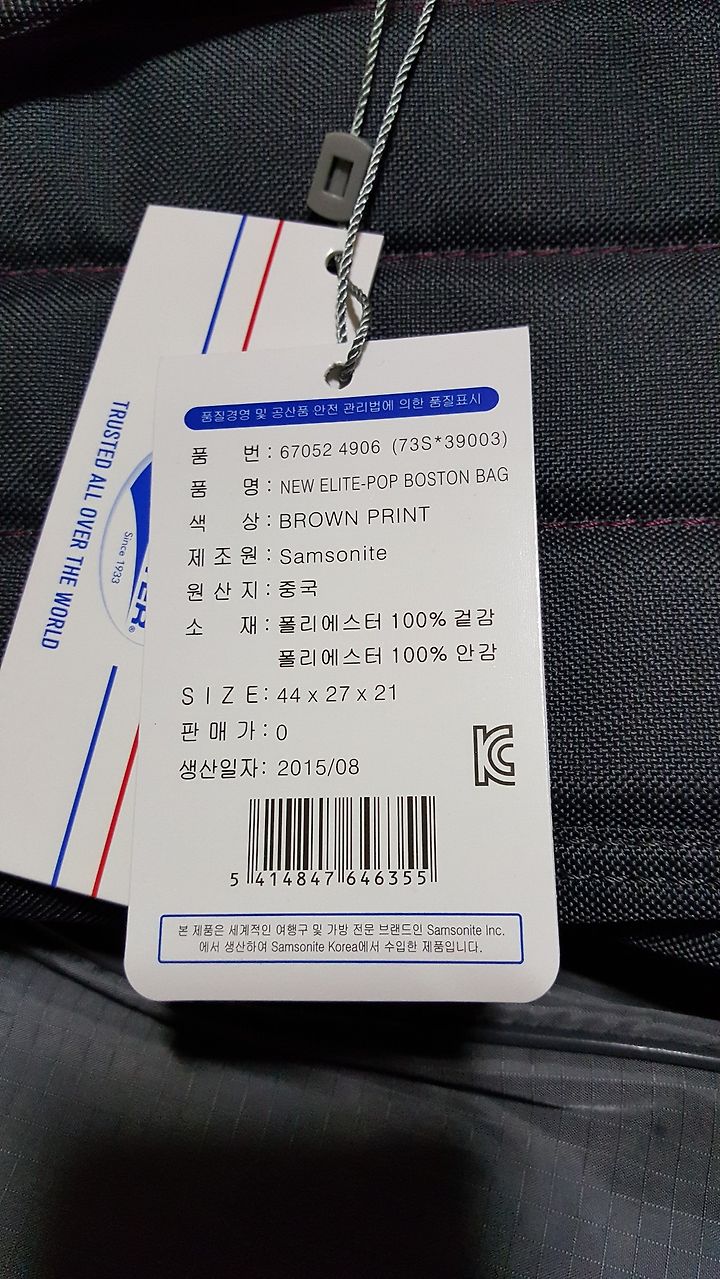 품질경영 및 공산품 안전 관리법에 의한 품질표시
품 번 : 67052 4906 (73S*39003)
품 명 : NEW ELITE-POP BOSTON BAG
색 상 : BROWN PRINT
제 조 원 : Samsonite
원 산 지 : 중국
소 재 : 폴리에스터 100% 겉감
폴리에스터 100% 안감
S I Z E : 44 x 27 x 21
판 매 가 : 0
생산일자: 2015/08
5 414847 646355
본 제품은 세계적인 여행구 및 가방 전문 브랜드인 Samsonite Inc.
에서 생산하여 Samsonite Korea에서 수입한 제품입니다.
TRUSTED ALL OVER THE WORLD
Since 1933